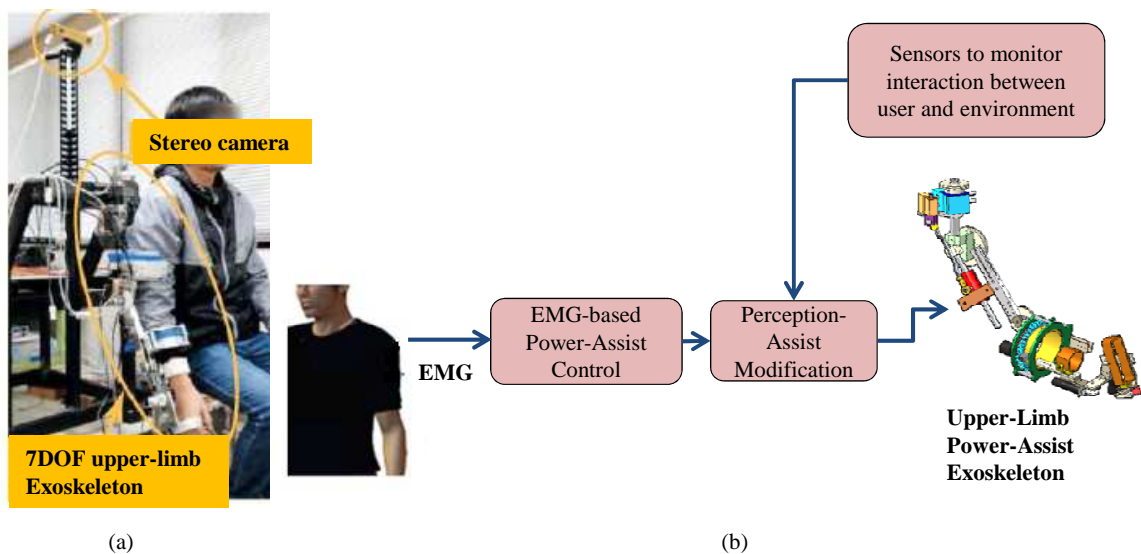 Stereo camera
7DOF upper-limb
Exoskeleton
(a)
EMG
EMG-based
Power-Assist
Control
Perception-
Assist
Modification
Sensors to monitor
interaction between
user and environment
Upper-Limb
Power-Assist
Exoskeleton
(b)